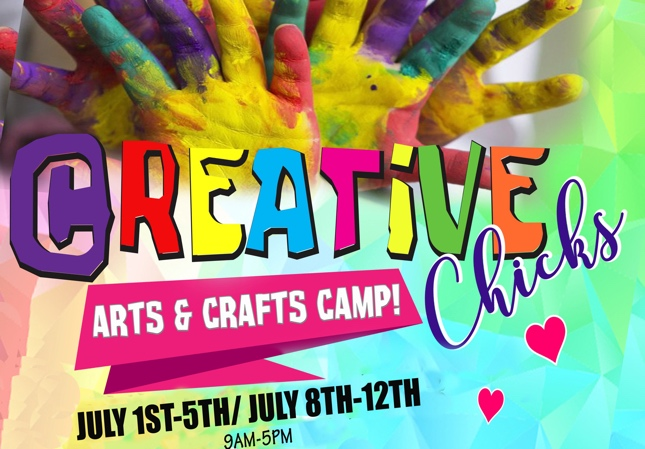 CREATiVE
Chicks
ARTS & CRAFTS CAMP!
JULY 1ST-5TH/ JULY 8TH-12TH
9AM-5PM